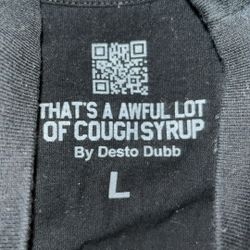 THAT'S A AWFUL LOT
OF COUGH SYRUP
By Desto Dubb
L